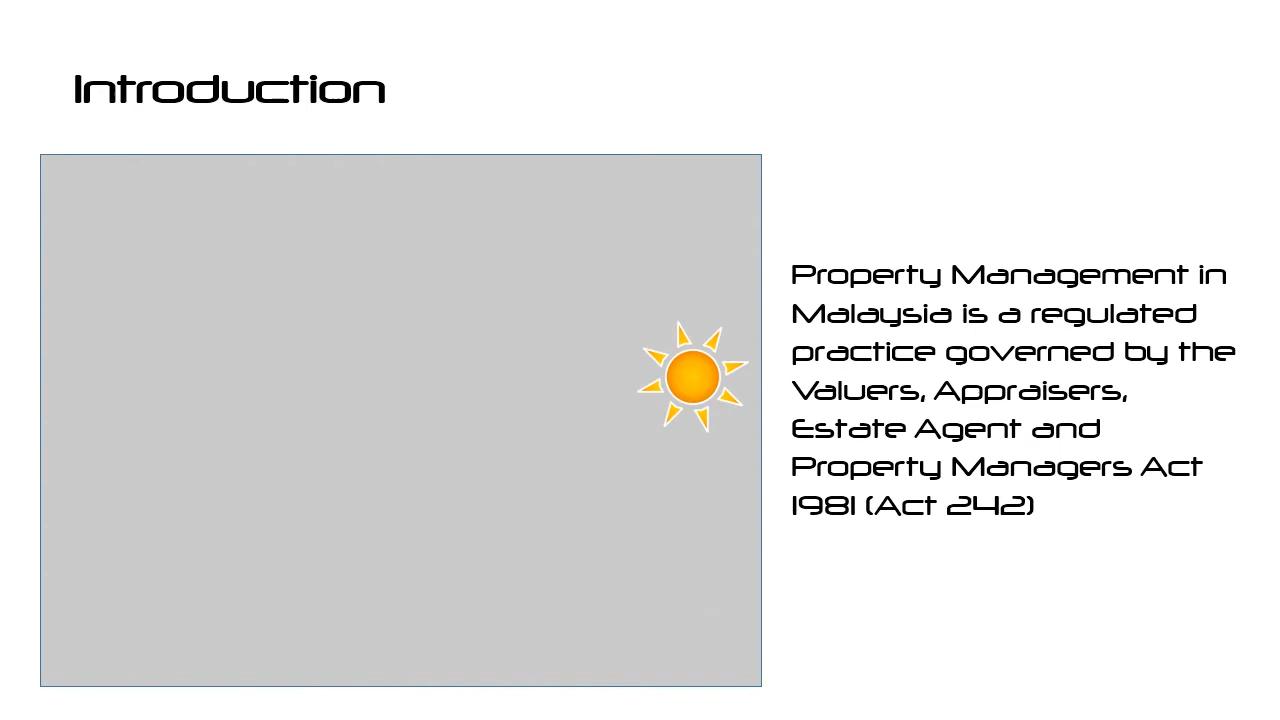 Introduction
Property Management in
Malaysia is a regulated
practice governed by the
Valuers, Appraisers,
Estate Agent and
Property Managers Act
1981 (Act 242)